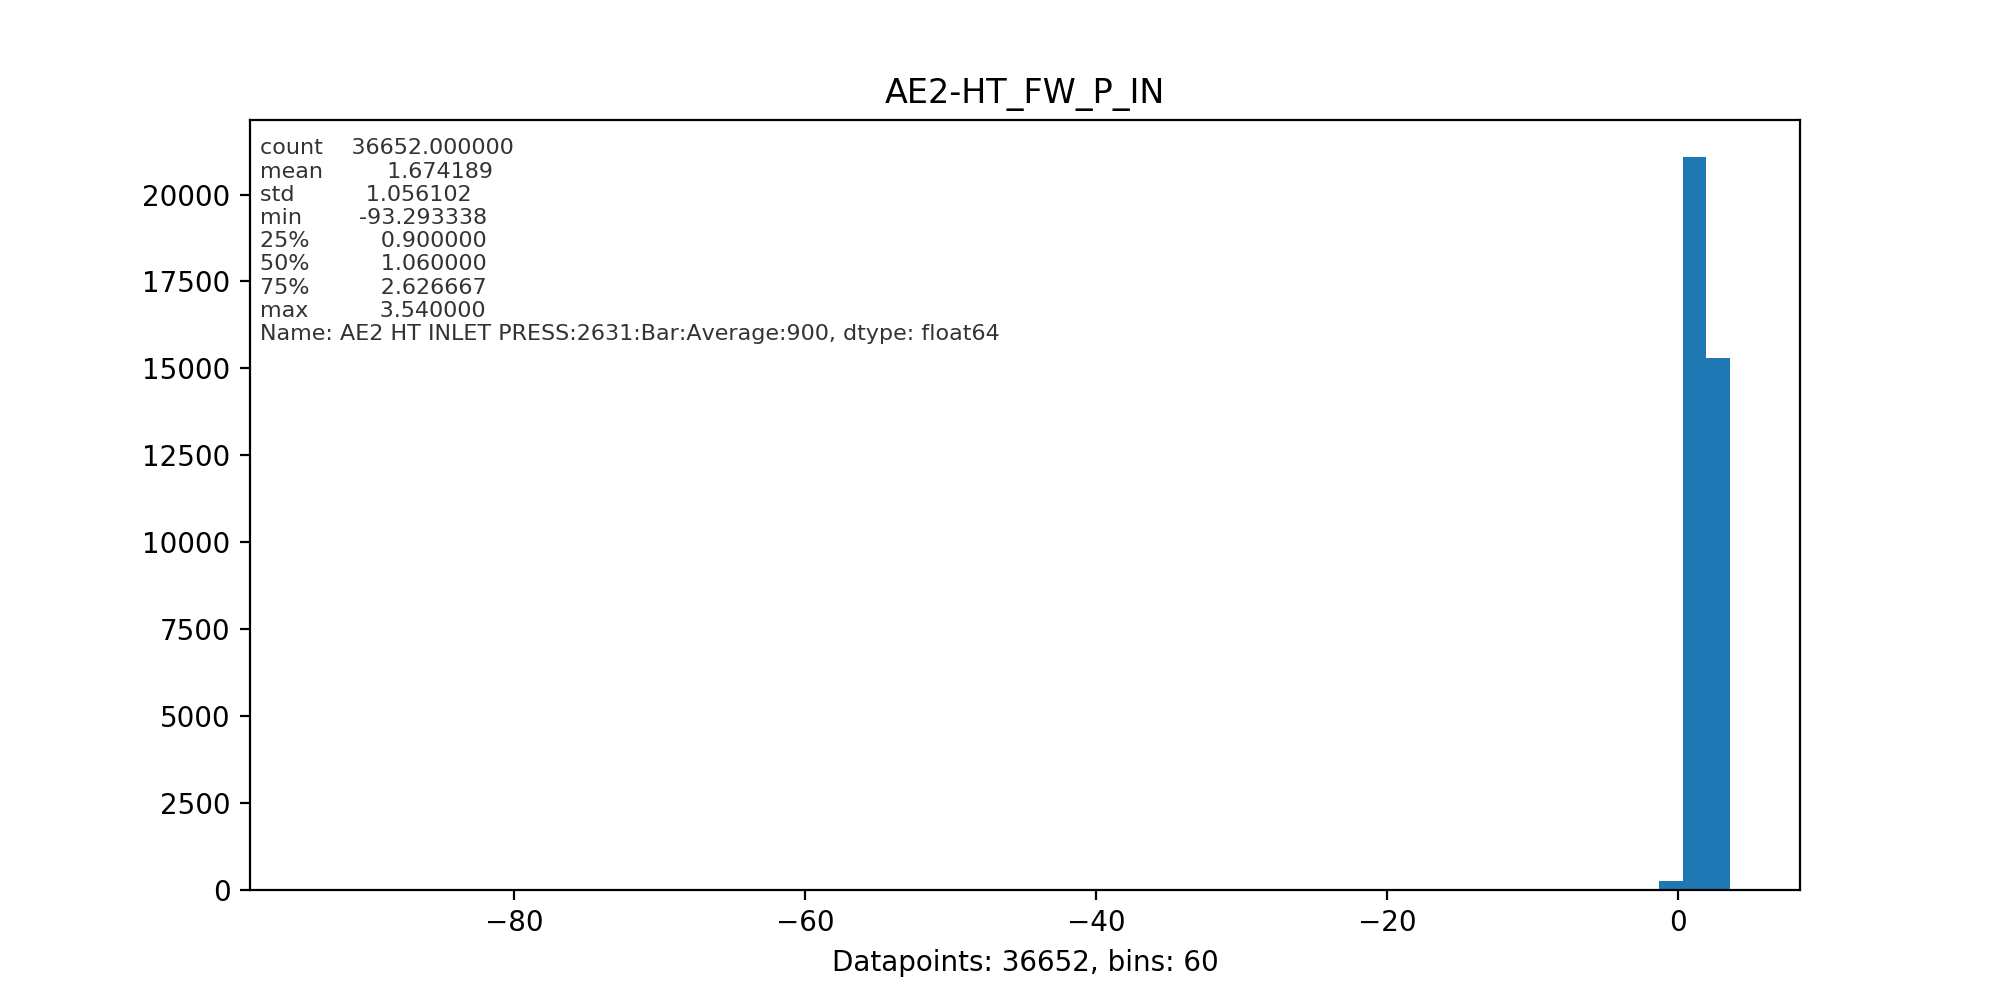 AE2-HT_FW_P_IN
count 36652.000000
mean 1.674189
std 1.056102
min -93.293338
25% 0.900000
50% 1.060000
75% 2.626667
max 3.540000
Name: AE2 HT INLET PRESS:2631:Bar:Average:900, dtype: float64
20000
17500
15000
12500
10000
7500
5000
2500
0
−80 −60 −40 −20 0
Datapoints: 36652, bins: 60